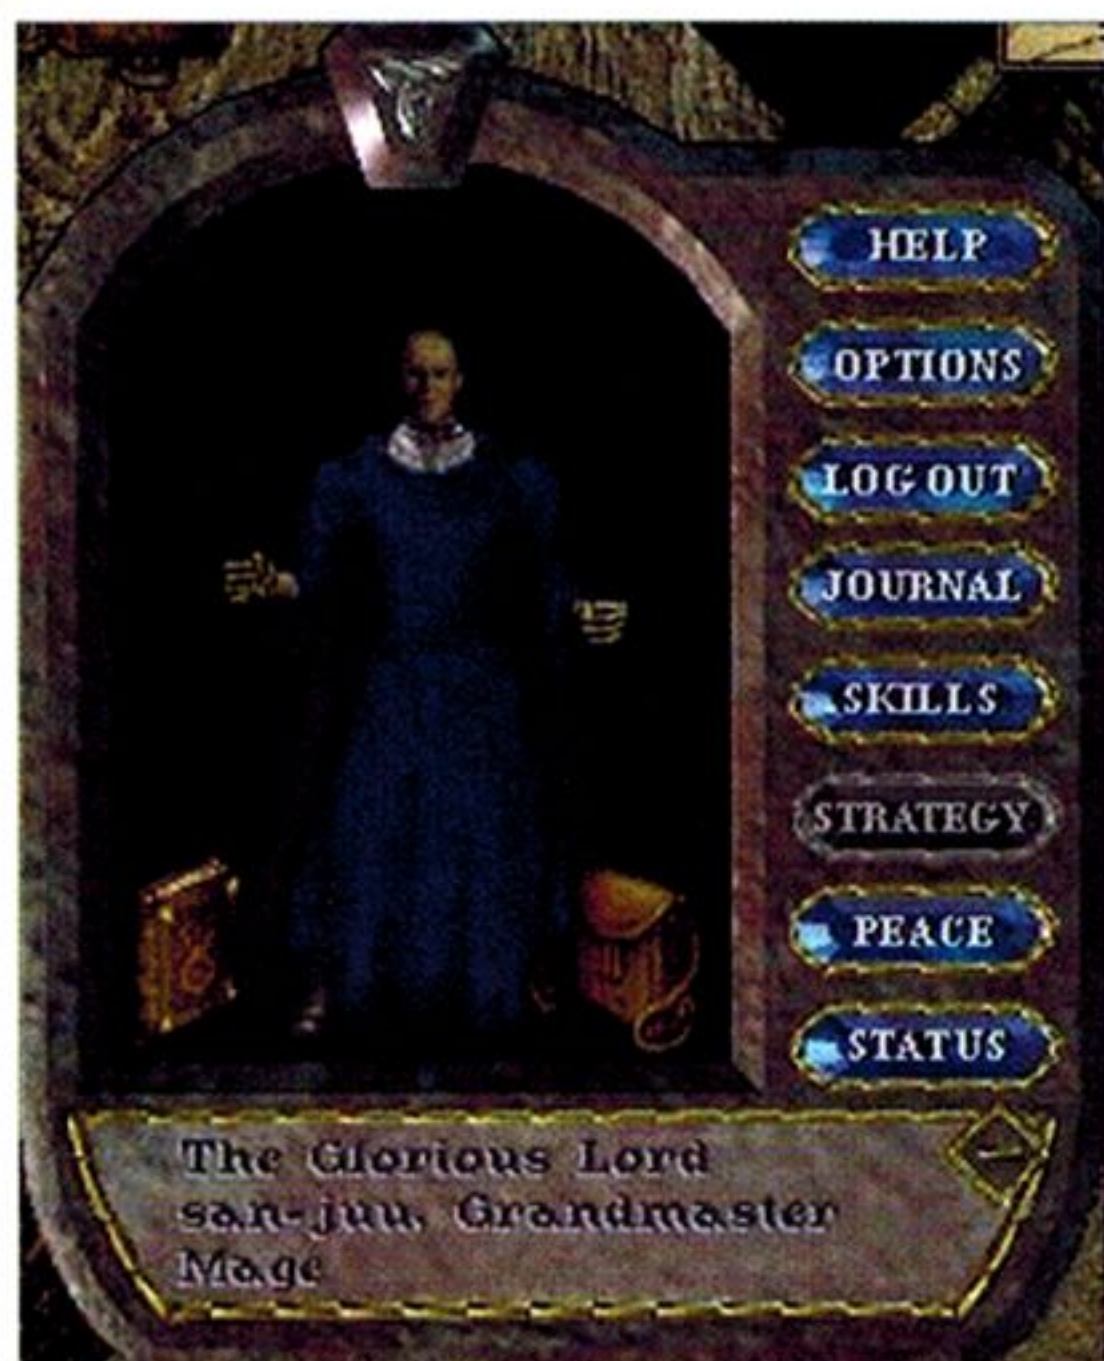 HELP
OPTIONS
LOG OUT
JOURNAL
SKILLS
STRATEGY
PEACE
STATUS
The Glorious Lord
san-juu, Grandmaster
Mage